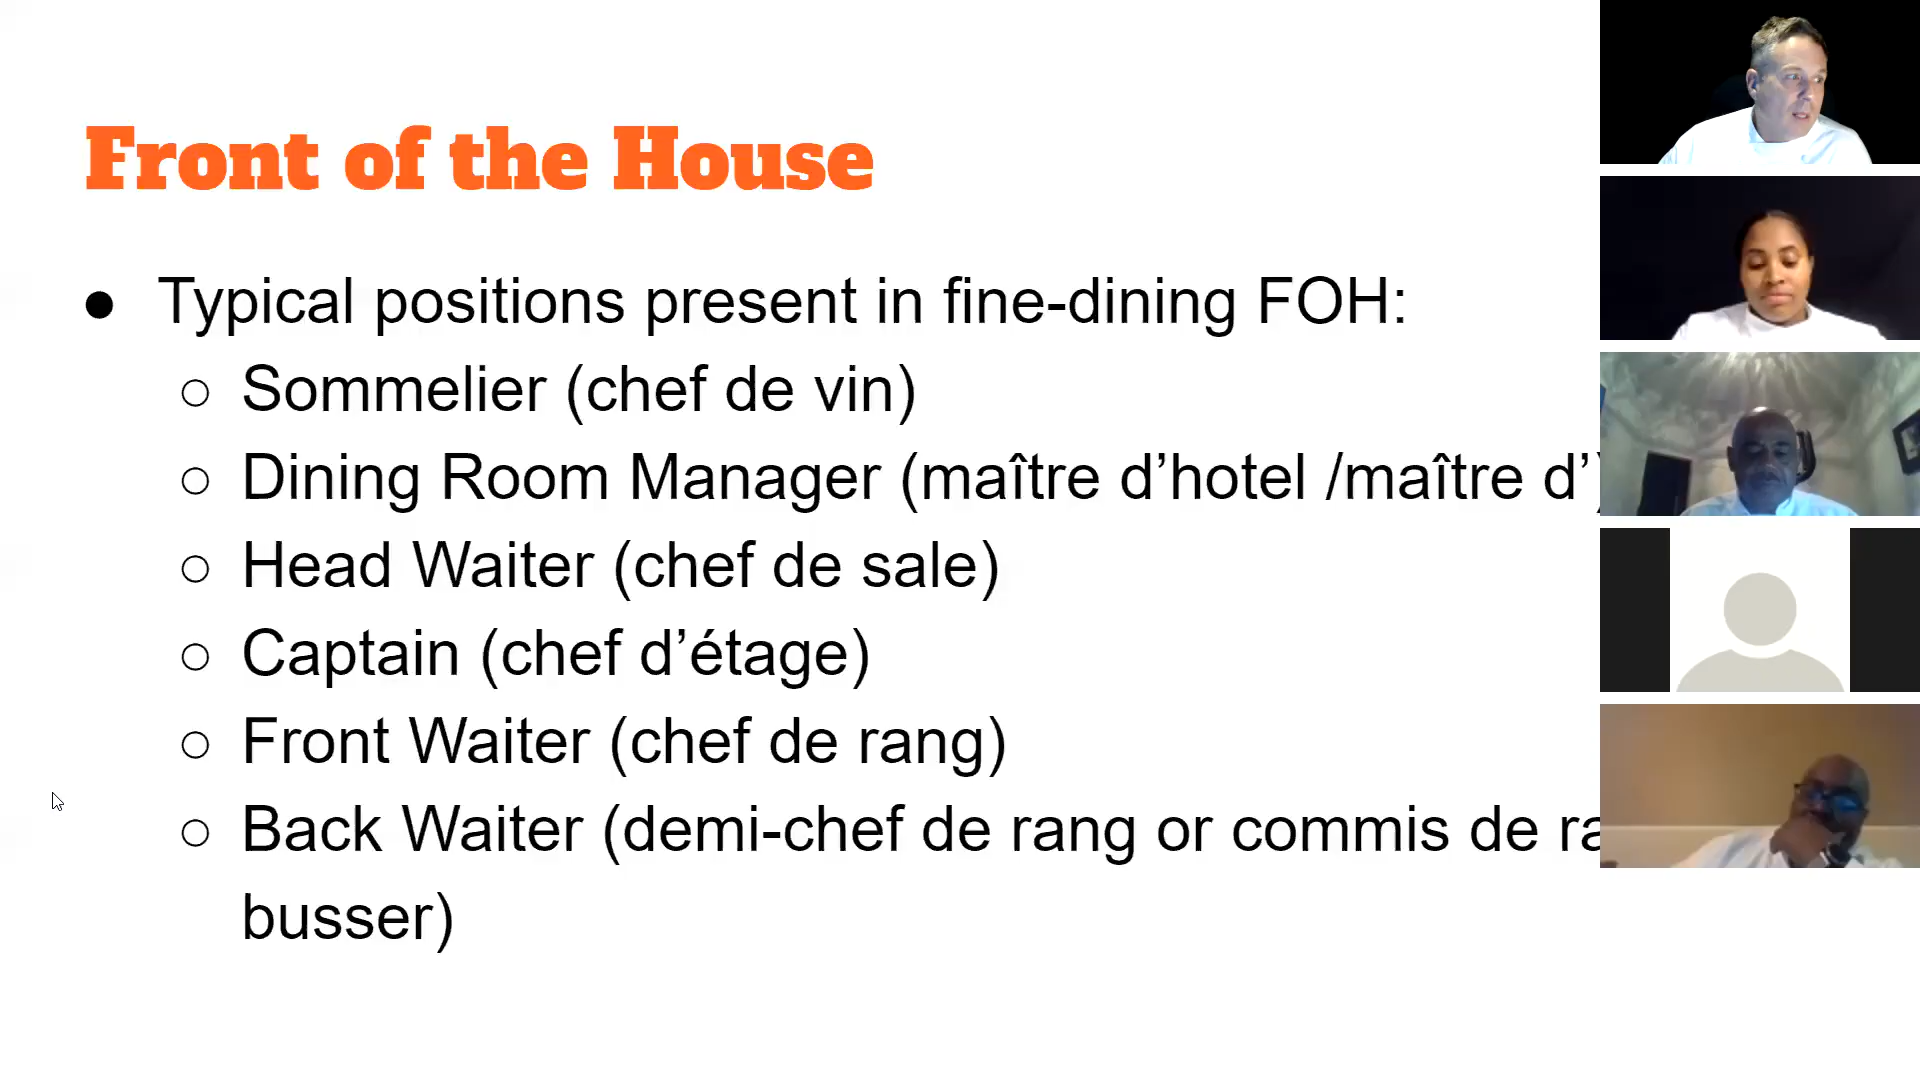 Front of the House
● Typical positions present in fine-dining FOH:
○ Sommelier (chef de vin)
○ Dining Room Manager (maître d’hotel /maître d’)
○ Head Waiter (chef de sale)
○ Captain (chef d’étage)
○ Front Waiter (chef de rang)
○ Back Waiter (demi-chef de rang or commis de
busser)